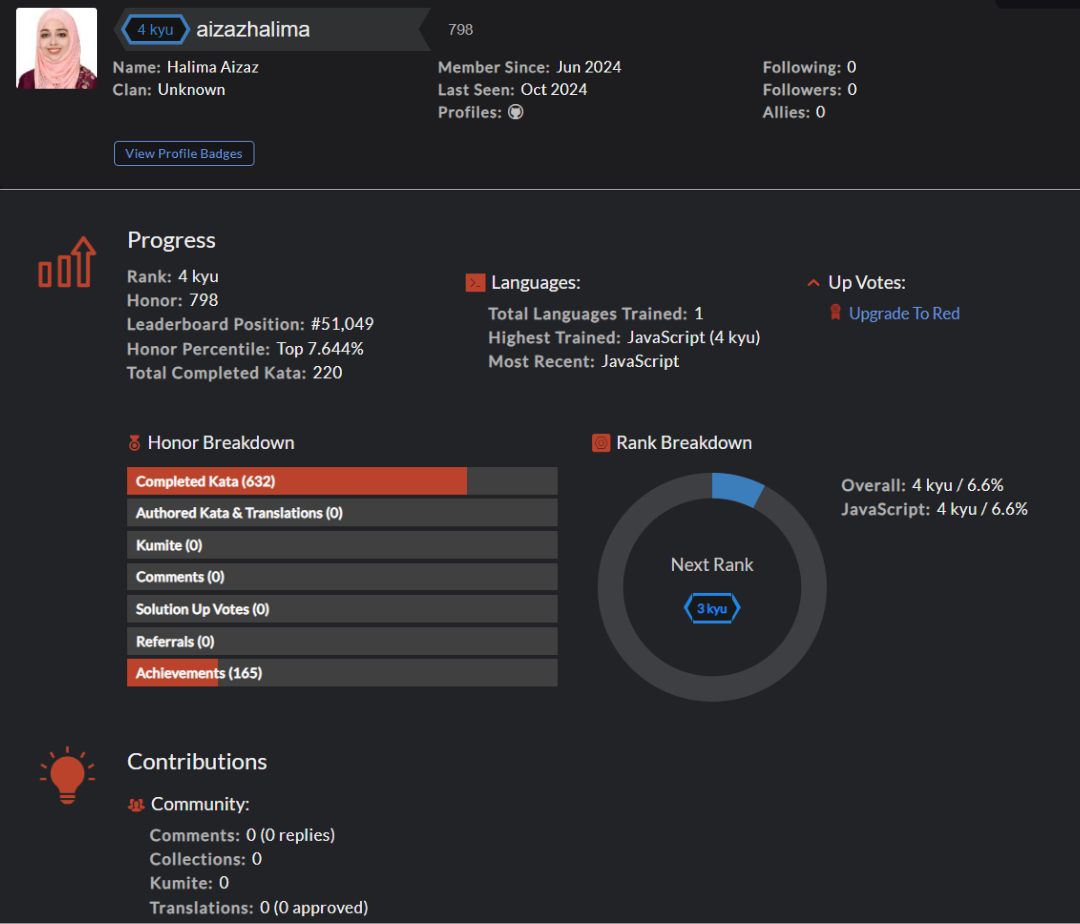 4 kyu aizazhalima 798
Name: Halima Aizaz
Clan: Unknown
Member Since: Jun 2024
Last Seen: Oct 2024
Profiles:
Following: 0
Followers: 0
Allies: 0
View Profile Badges
Progress
Rank: 4 kyu
Honor: 798
Leaderboard Position: #51,049
Honor Percentile: Top 7.644%
Total Completed Kata: 220
Languages:
Total Languages Trained: 1
Highest Trained: JavaScript (4 kyu)
Most Recent: JavaScript
Up Votes:
Upgrade To Red
Honor Breakdown
Completed Kata (632)
Authored Kata & Translations (0)
Kumite (0)
Comments (0)
Solution Up Votes (0)
Referrals (0)
Achievements (165)
Rank Breakdown
Next Rank
3 kyu
Overall: 4 kyu / 6.6%
JavaScript: 4 kyu / 6.6%
Contributions
Community:
Comments: 0 (0 replies)
Collections: 0
Kumite: 0
Translations: 0 (0 approved)